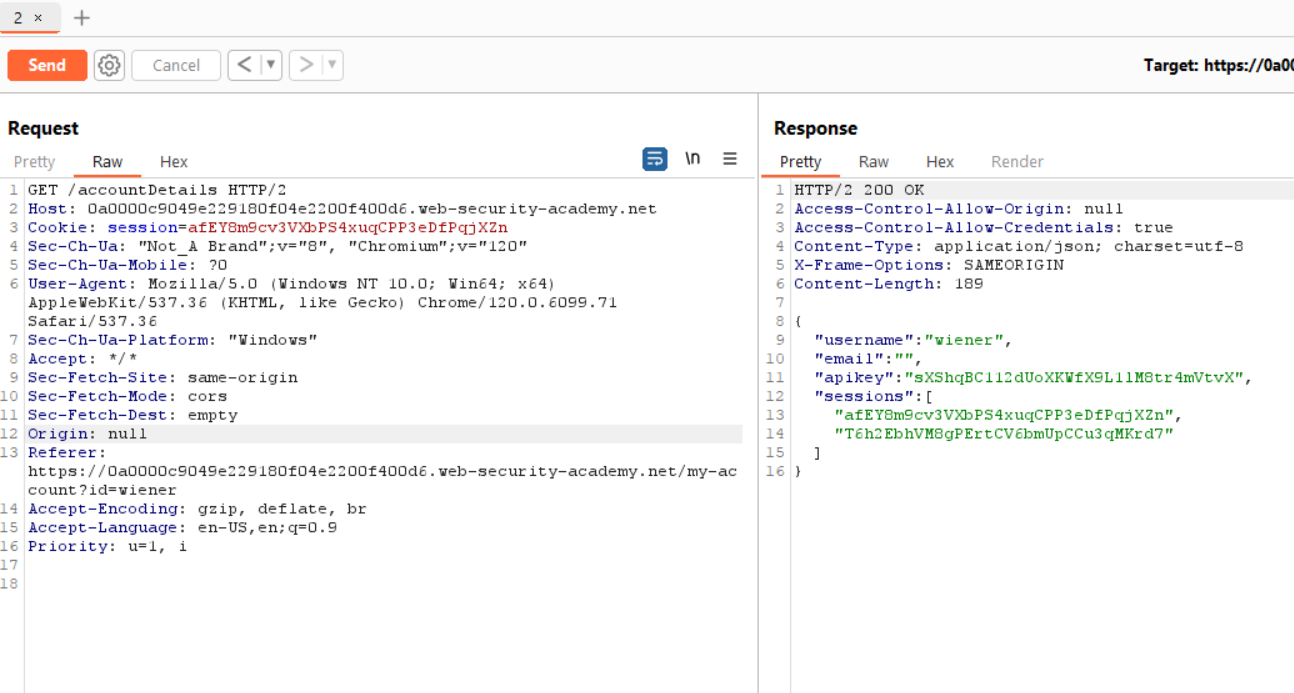 2 × +
Send Cancel < ▼ > ▼ Target: https://0a00
Request
Pretty Raw Hex \n ☰
1 GET /accountDetails HTTP/2
2 Host: 0a0000c9049e229180f04e2200f400d6.web-security-academy.net
3 Cookie: session=afEY8m9cv3VXbPS4xuqCPP3eDfPqjXZn
4 Sec-Ch-Ua: "Not_A Brand";v="8", "Chromium";v="120"
5 Sec-Ch-Ua-Mobile: ?0
6 User-Agent: Mozilla/5.0 (Windows NT 10.0; Win64; x64)
AppleWebKit/537.36 (KHTML, like Gecko) Chrome/120.0.6099.71
Safari/537.36
7 Sec-Ch-Ua-Platform: "Windows"
8 Accept: */*
9 Sec-Fetch-Site: same-origin
10 Sec-Fetch-Mode: cors
11 Sec-Fetch-Dest: empty
12 Origin: null
13 Referer:
https://0a0000c9049e229180f04e2200f400d6.web-security-academy.net/my-ac
count?id=wiener
14 Accept-Encoding: gzip, deflate, br
15 Accept-Language: en-US,en;q=0.9
16 Priority: u=1, i
17
18
Response
Pretty Raw Hex Render
1 HTTP/2 200 OK
2 Access-Control-Allow-Origin: null
3 Access-Control-Allow-Credentials: true
4 Content-Type: application/json; charset=utf-8
5 X-Frame-Options: SAMEORIGIN
6 Content-Length: 189
7
8 {
9 "username":"wiener",
10 "email":"",
11 "apikey":"sXShqBC112dUoXKWfX9L1lM8tr4mVtvX",
12 "sessions":[
13 "afEY8m9cv3VXbPS4xuqCPP3eDfPqjXZn",
14 "T6h2EbhVM8gPErtCV6bmUpCCu3qMKrd7"
15 ]
16 }